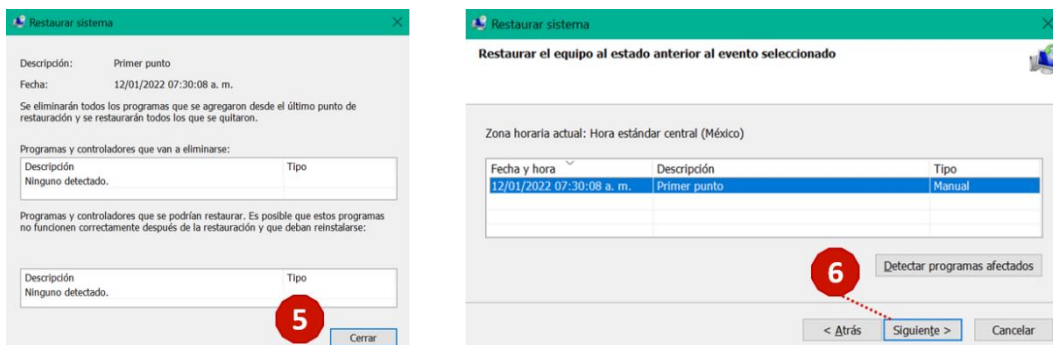 Restaurar sistema
Descripción: Primer punto
Fecha: 12/01/2022 07:30:08 a. m.
Se eliminarán todos los programas que se agregaron desde el último punto de
restauración y se restaurarán todos los que se quitaron.
Programas y controladores que van a eliminarse:
Descripción Tipo
Ninguno detectado.
Programas y controladores que se podrían restaurar. Es posible que estos programas
no funcionen correctamente después de la restauración y que deban reinstalarse:
Descripción Tipo
Ninguno detectado.
5
Cerrar
Restaurar sistema
Restaurar el equipo al estado anterior al evento seleccionado
Zona horaria actual: Hora estándar central (México)
Fecha y hora Descripción Tipo
12/01/2022 07:30:08 a. m. Primer punto Manual
Detectar programas afectados
6
< Atrás Siguiente > Cancelar